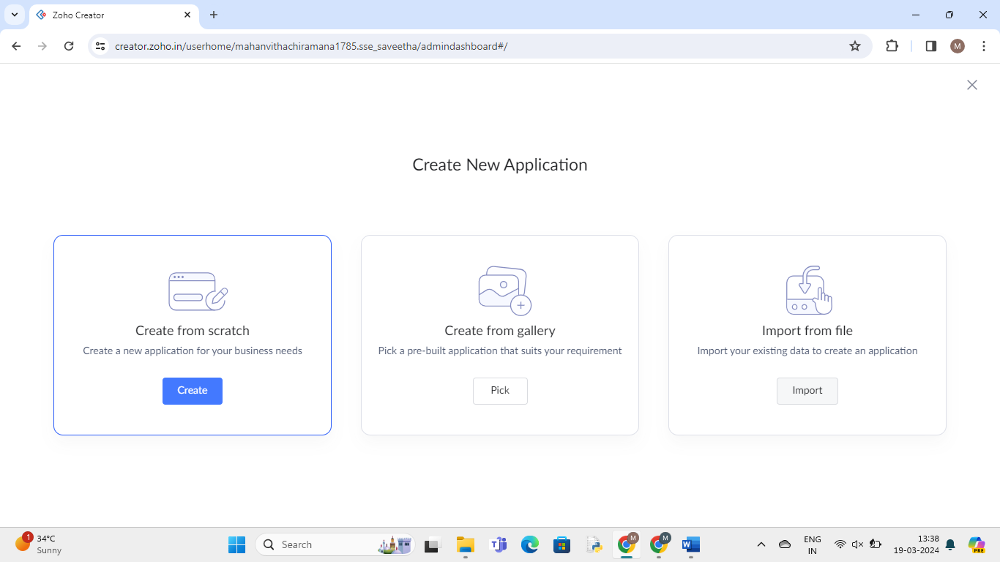 Zoho Creator
creator.zoho.in/userhome/mahanvithachiramana1785.sse_saveetha/admindashboard#/
M
Create New Application
Create from scratch
Create a new application for your business needs
Create
Create from gallery
Pick a pre-built application that suits your requirement
Pick
Import from file
Import your existing data to create an application
Import
1
34°C
Sunny
Search
M
M
ENG
IN
13:38
19-03-2024
PRE